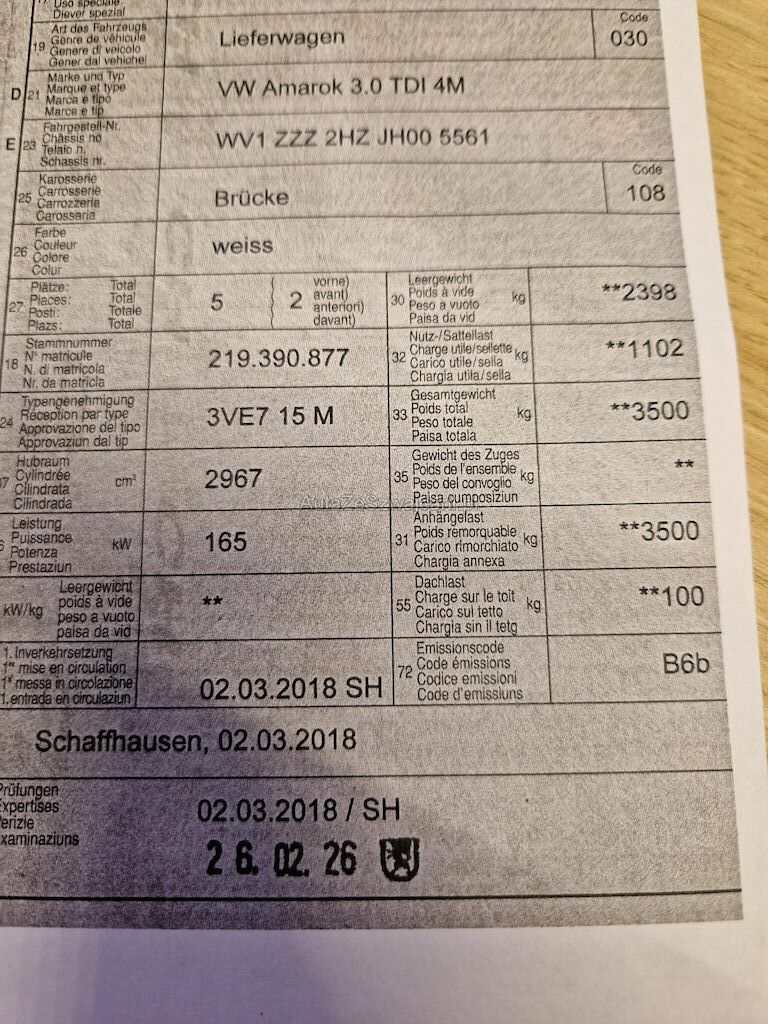 17 Uso speciale
Diever spezial
19 Art des Fahrzeugs
Genre de véhicule
Genere di veicolo
Gener dal vehichel
Lieferwagen
Code
030
D 21 Marke und Typ
Marque et type
Marca e tipo
Marca e tip
VW Amarok 3.0 TDI 4M
E 23 Fahrgestell-Nr.
Châssis no
Telaio n.
Schassis nr.
WV1 ZZZ 2HZ JH00 5561
25 Karosserie
Carrosserie
Carrozzeria
Carossaria
Brücke
Code
108
26 Farbe
Couleur
Colore
Colur
weiss
27 Plätze: Total
Places: Total
Posti: Totale
Plazs: Total
5 ( 2 vorne)
avant)
anteriori)
davant)
30 Leergewicht
Poids à vide
Peso a vuoto
Paisa da vid
kg
**2398
18 Stammnummer
N° matricule
N. di matricola
Nr. da matricla
219.390.877
32 Nutz-/Sattellast
Charge utile/sellette
Carico utile/sella
Chargia utila/sella
kg
**1102
24 Typengenehmigung
Réception par type
Approvazione del tipo
Approvaziun dal tip
3VE7 15 M
33 Gesamtgewicht
Poids total
Peso totale
Paisa totala
kg
**3500
37 Hubraum
Cylindrée
Cilindrata
Cilindrada
cm³
2967
35 Gewicht des Zuges
Poids de l'ensemble
Peso del convoglio
Paisa cumposiziun
kg
**
Leistung
Puissance
Potenza
Prestaziun
kW
165
31 Anhängelast
Poids remorquable
Carico rimorchiato
Chargia annexa
kg
**3500
kW/kg Leergewicht
poids à vide
peso a vuoto
paisa da vid
**
55 Dachlast
Charge sur le toit
Carico sul tetto
Chargia sin il tetg
kg
**100
1. Inverkehrsetzung
1re mise en circulation
1a messa in circolazione
1. entrada en circulaziun
02.03.2018 SH
72 Emissionscode
Code émissions
Codice emissioni
Code d'emissiuns
B6b
Schaffhausen, 02.03.2018
Prüfungen
Expertises
Perizie
Examinaziuns
02.03.2018 / SH
26.02.26